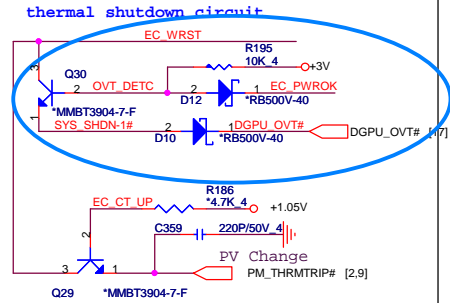 thermal shutdown circuit
EC_WRST
R195
10K_4
+3V
3
Q30
2
OVT_DETC
2
1
EC_PWROK
D12
*RB500V-40
*MMBT3904-7-F
1
SYS_SHDN-1#
2
1
DGPU_OVT#
DGPU_OVT# [17]
D10
*RB500V-40
R186
*4.7K_4
EC_CT_UP
+1.05V
C359
220P/50V_4
2
PV Change
3
1
PM_THRMTRIP# [2,9]
Q29
*MMBT3904-7-F